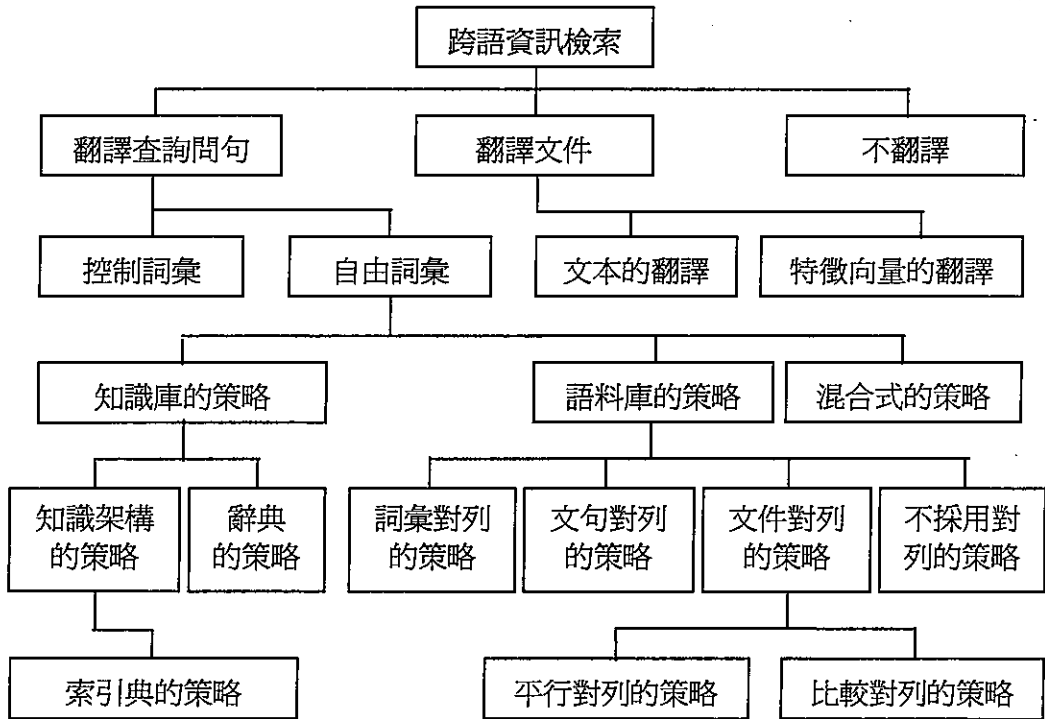 跨語資訊檢索
翻譯查詢問句
翻譯文件
不翻譯
控制詞彙
自由詞彙
文本的翻譯
特徵向量的翻譯
知識庫的策略
語料庫的策略
混合式的策略
知識架構
的策略
辭典
的策略
詞彙對列
的策略
文句對列
的策略
文件對列
的策略
不採用對
列的策略
索引典的策略
平行對列的策略
比較對列的策略